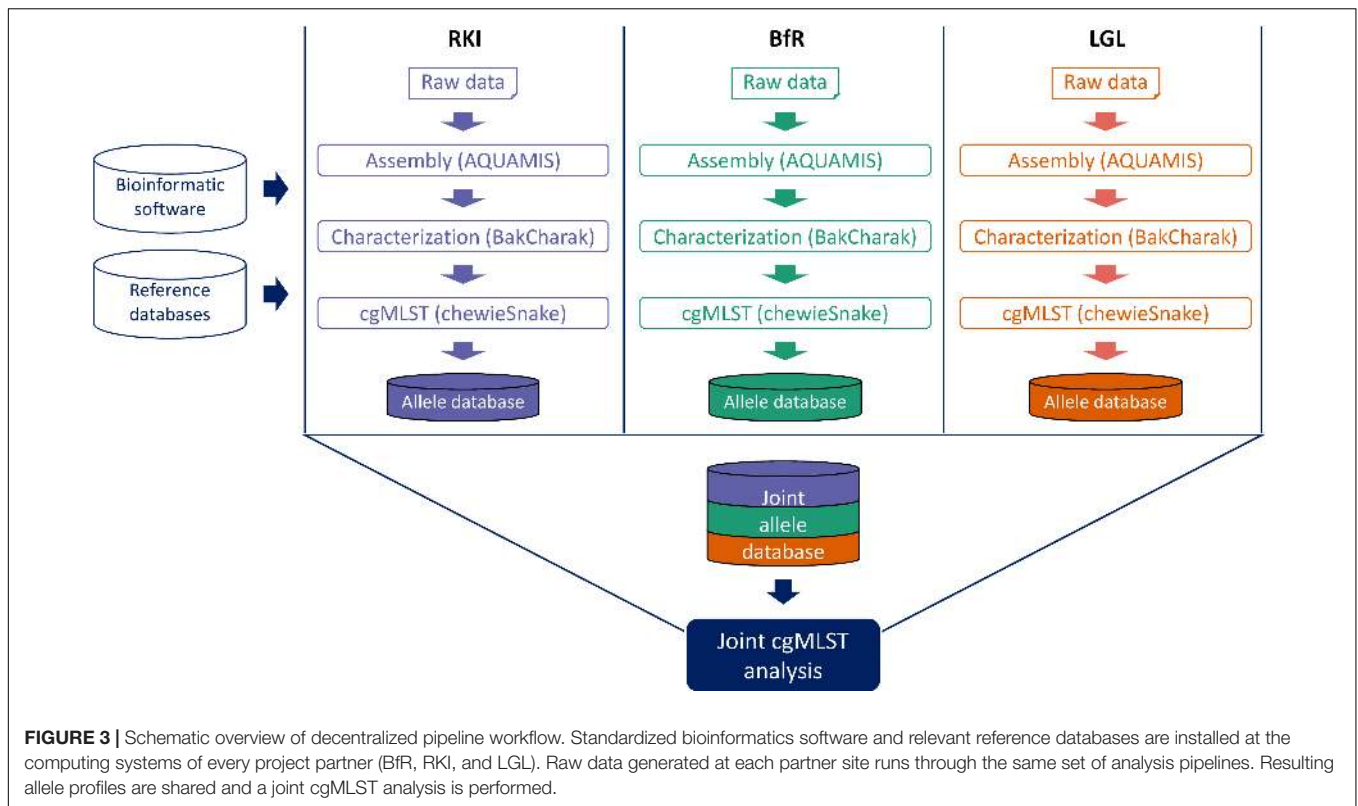 RKI
BfR
LGL
Raw data
Raw data
Raw data
Bioinformatic
software
Assembly (AQUAMIS)
Assembly (AQUAMIS)
Assembly (AQUAMIS)
Characterization (BakCharak)
Characterization (BakCharak)
Characterization (BakCharak)
Reference
databases
cgMLST (chewieSnake)
cgMLST (chewieSnake)
cgMLST (chewieSnake)
Allele database
Allele database
Allele database
Joint
allele
database
Joint cgMLST
analysis
FIGURE 3 | Schematic overview of decentralized pipeline workflow. Standardized bioinformatics software and relevant reference databases are installed at the
computing systems of every project partner (BfR, RKI, and LGL). Raw data generated at each partner site runs through the same set of analysis pipelines. Resulting
allele profiles are shared and a joint cgMLST analysis is performed.